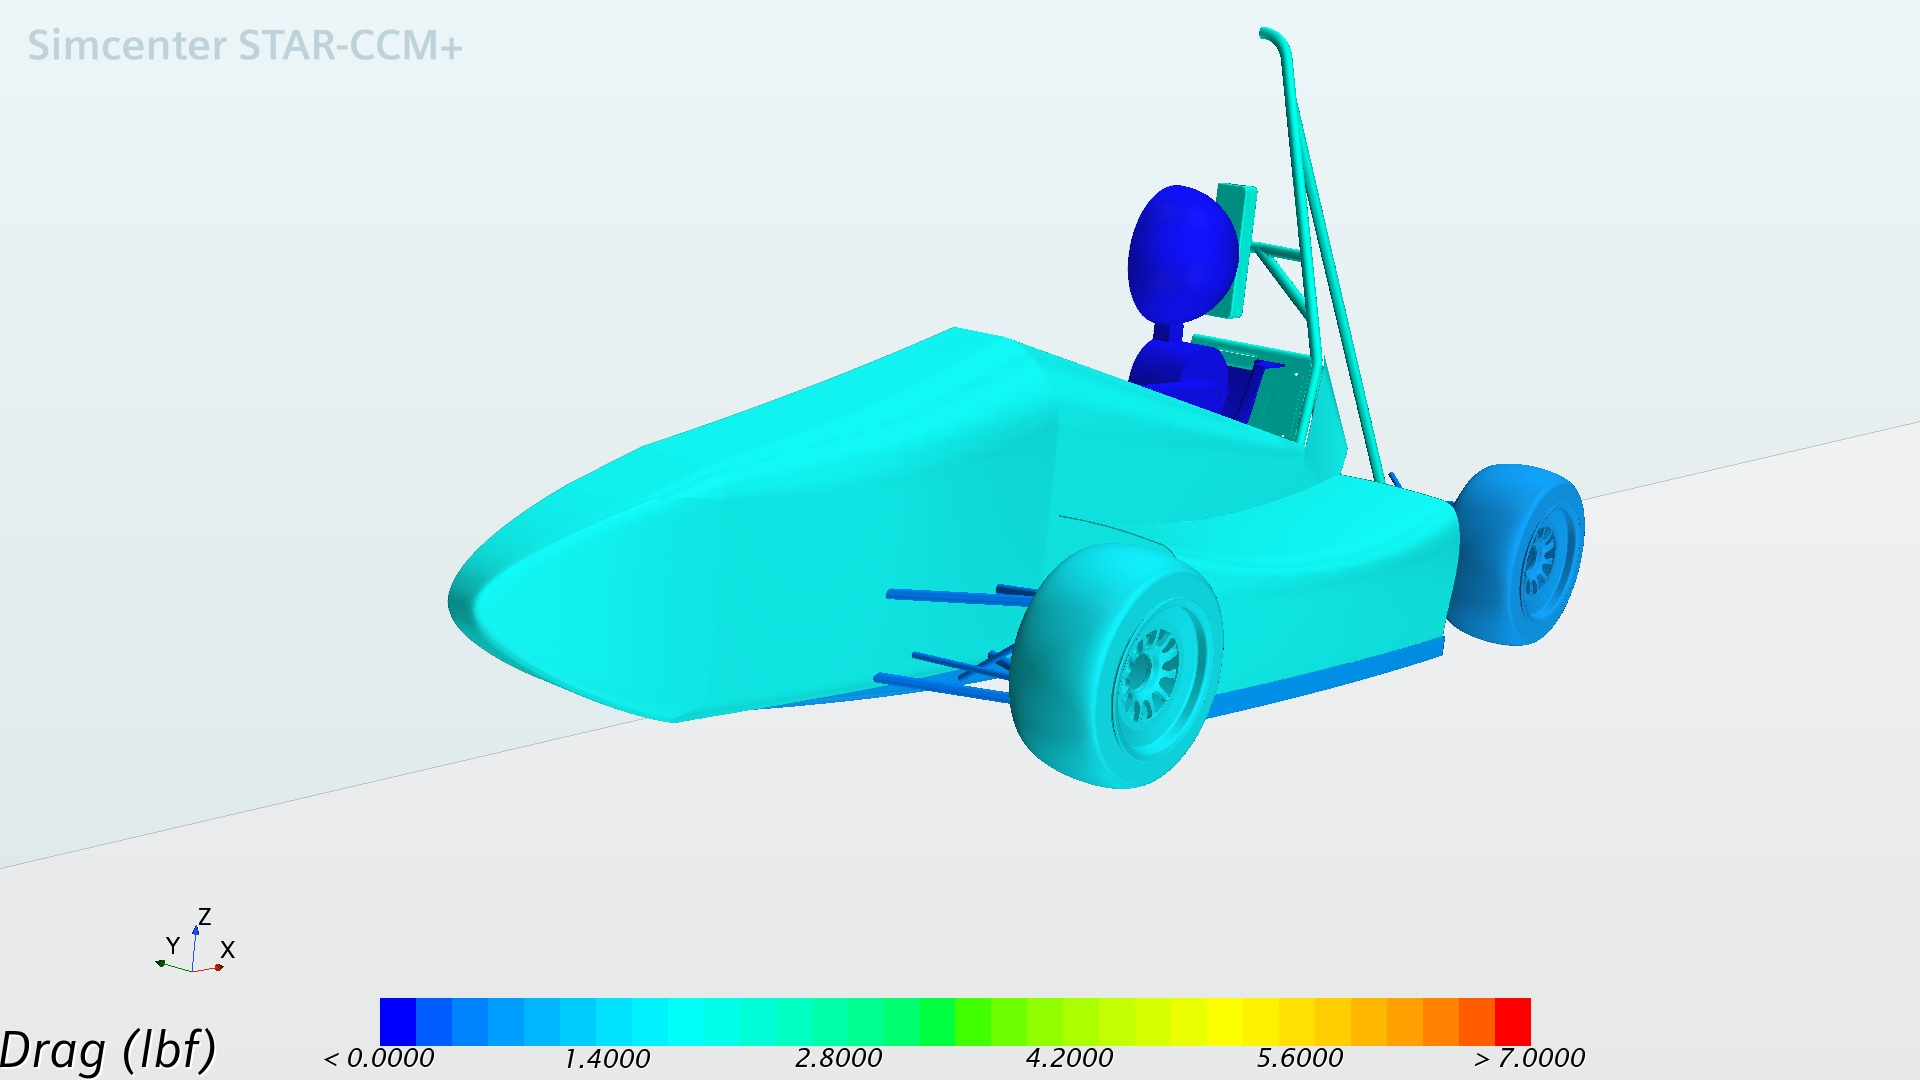 Simcenter STAR-CCM+
Z
Y
X
Drag (lbf)
< 0.0000 1.4000 2.8000 4.2000 5.6000 > 7.0000